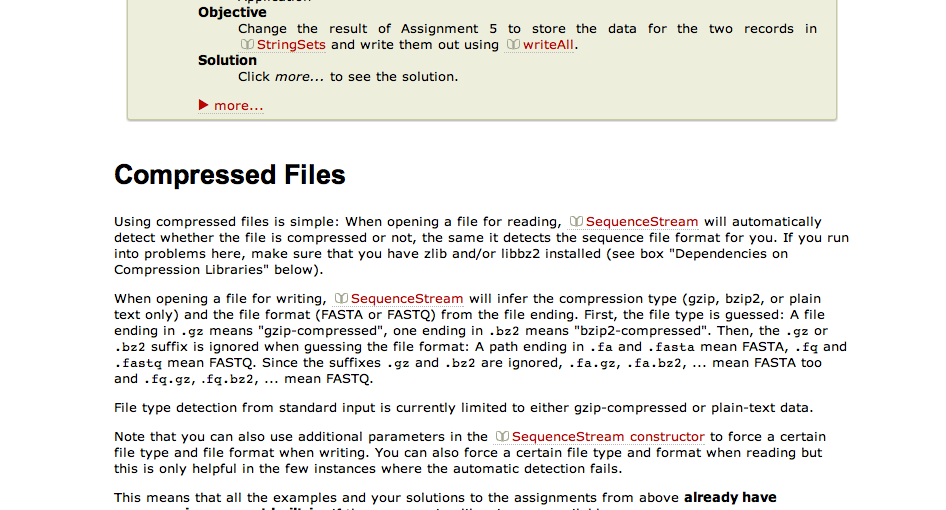 Objective
Change the result of Assignment 5 to store the data for the two records in
StringSets and write them out using writeAll.
Solution
Click more... to see the solution.
more...
Compressed Files
Using compressed files is simple: When opening a file for reading, SequenceStream will automatically
detect whether the file is compressed or not, the same it detects the sequence file format for you. If you run
into problems here, make sure that you have zlib and/or libbz2 installed (see box "Dependencies on
Compression Libraries" below).
When opening a file for writing, SequenceStream will infer the compression type (gzip, bzip2, or plain
text only) and the file format (FASTA or FASTQ) from the file ending. First, the file type is guessed: A file
ending in .gz means "gzip-compressed", one ending in .bz2 means "bzip2-compressed". Then, the .gz or
.bz2 suffix is ignored when guessing the file format: A path ending in .fa and .fasta mean FASTA, .fq and
.fastq mean FASTQ. Since the suffixes .gz and .bz2 are ignored, .fa.gz, .fa.bz2, ... mean FASTA too
and .fq.gz, .fq.bz2, ... mean FASTQ.
File type detection from standard input is currently limited to either gzip-compressed or plain-text data.
Note that you can also use additional parameters in the SequenceStream constructor to force a certain
file type and file format when writing. You can also force a certain file type and format when reading but
this is only helpful in the few instances where the automatic detection fails.
This means that all the examples and your solutions to the assignments from above already have